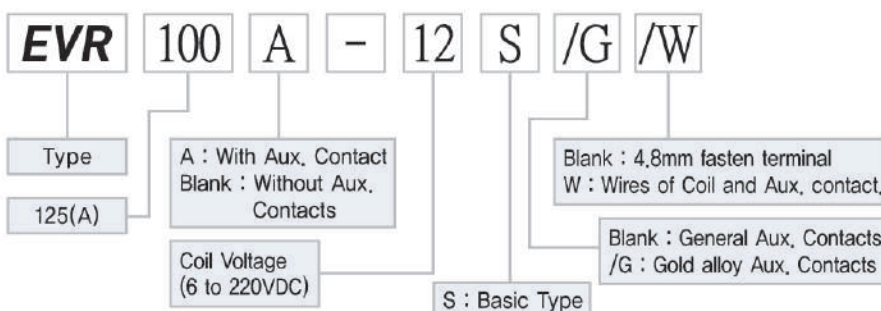 EVR 100 A - 12 S /G /W
Type
125(A)
A : With Aux. Contact
Blank : Without Aux.
Contacts
Coil Voltage
(6 to 220VDC)
S : Basic Type
Blank : 4.8mm fasten terminal
W : Wires of Coil and Aux. contact.
Blank : General Aux. Contacts
/G : Gold alloy Aux. Contacts